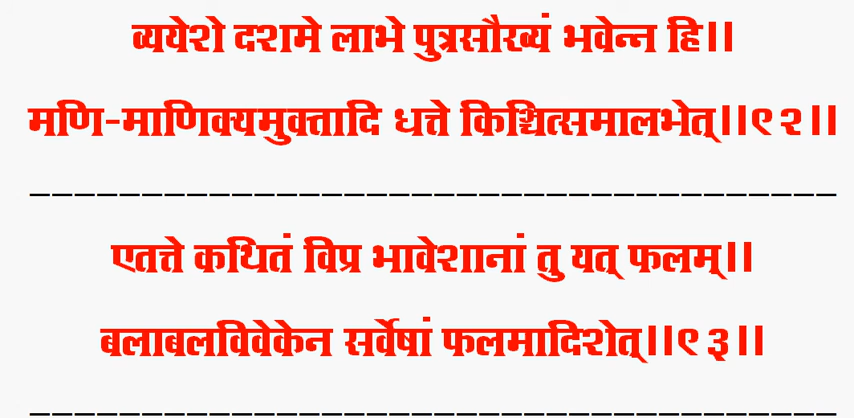 व्ययेशे दशमे लाभे पुत्रसौख्यं भवेन्न हि।।
मणि-माणिक्यमुक्तादि धत्ते किञ्चित्समालभेत्।।९२।।
एतत्ते कथितं विप्र भावेशानां तु यत् फलम्।।
बलाबलविवेकेन सर्वेषां फलमादिशेत्।।९३।।